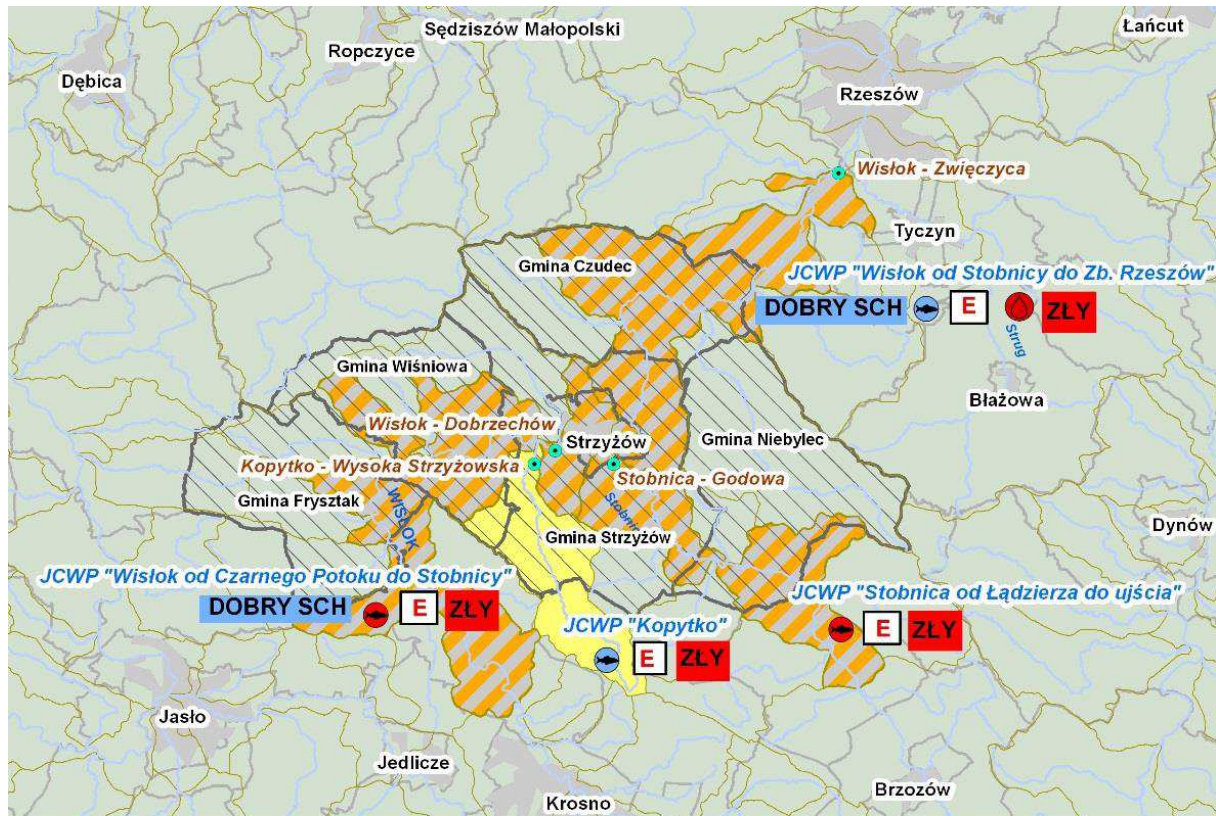 Sędziszów Małopolski
Łańcut
Ropczyce
Dębica
Rzeszów
Wisłok - Zwięczyca
Tyczyn
Gmina Czudec
JCWP "Wisłok od Stobnicy do Zb. Rzeszów"
DOBRY SCH
E
ZŁY
Strug
Gmina Wiśniowa
Błażowa
Wisłok - Dobrzechów
Strzyżów
Gmina Niebylec
Kopytko - Wysoka Strzyżowska
Stobnica - Godowa
Gmina Frysztak
WISŁOK
Gmina Strzyżów
Dynów
JCWP "Wisłok od Czarnego Potoku do Stobnicy"
DOBRY SCH
E
ZŁY
JCWP "Stobnica od Łądzierza do ujścia"
E
ZŁY
JCWP "Kopytko"
E
ZŁY
Jasło
Jedlicze
Krosno
Brzozów